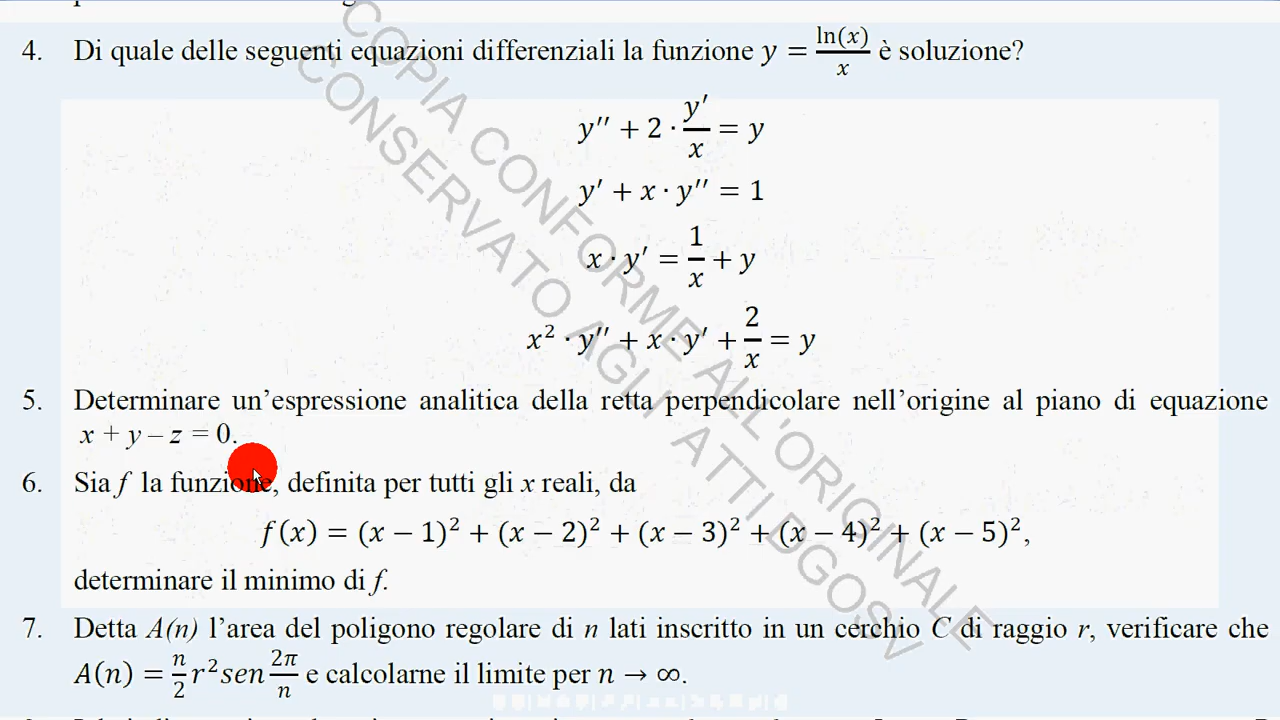 4. Di quale delle seguenti equazioni differenziali la funzione y = ln(x)/x è soluzione?
y′′ + 2 · y′/x = y
y′ + x · y′′ = 1
x · y′ = 1/x + y
x² · y′′ + x · y′ + 2/x = y
5. Determinare un’espressione analitica della retta perpendicolare nell’origine al piano di equazione
x + y – z = 0.
6. Sia f la funzione, definita per tutti gli x reali, da
f(x) = (x − 1)² + (x − 2)² + (x − 3)² + (x − 4)² + (x − 5)²,
determinare il minimo di f.
7. Detta A(n) l’area del poligono regolare di n lati inscritto in un cerchio C di raggio r, verificare che
A(n) = n/2 r² sen 2π/n e calcolarne il limite per n → ∞.
COPIA CONFORME ALL'ORIGINALE
CONSERVATO AGLI ATTI DGOSV